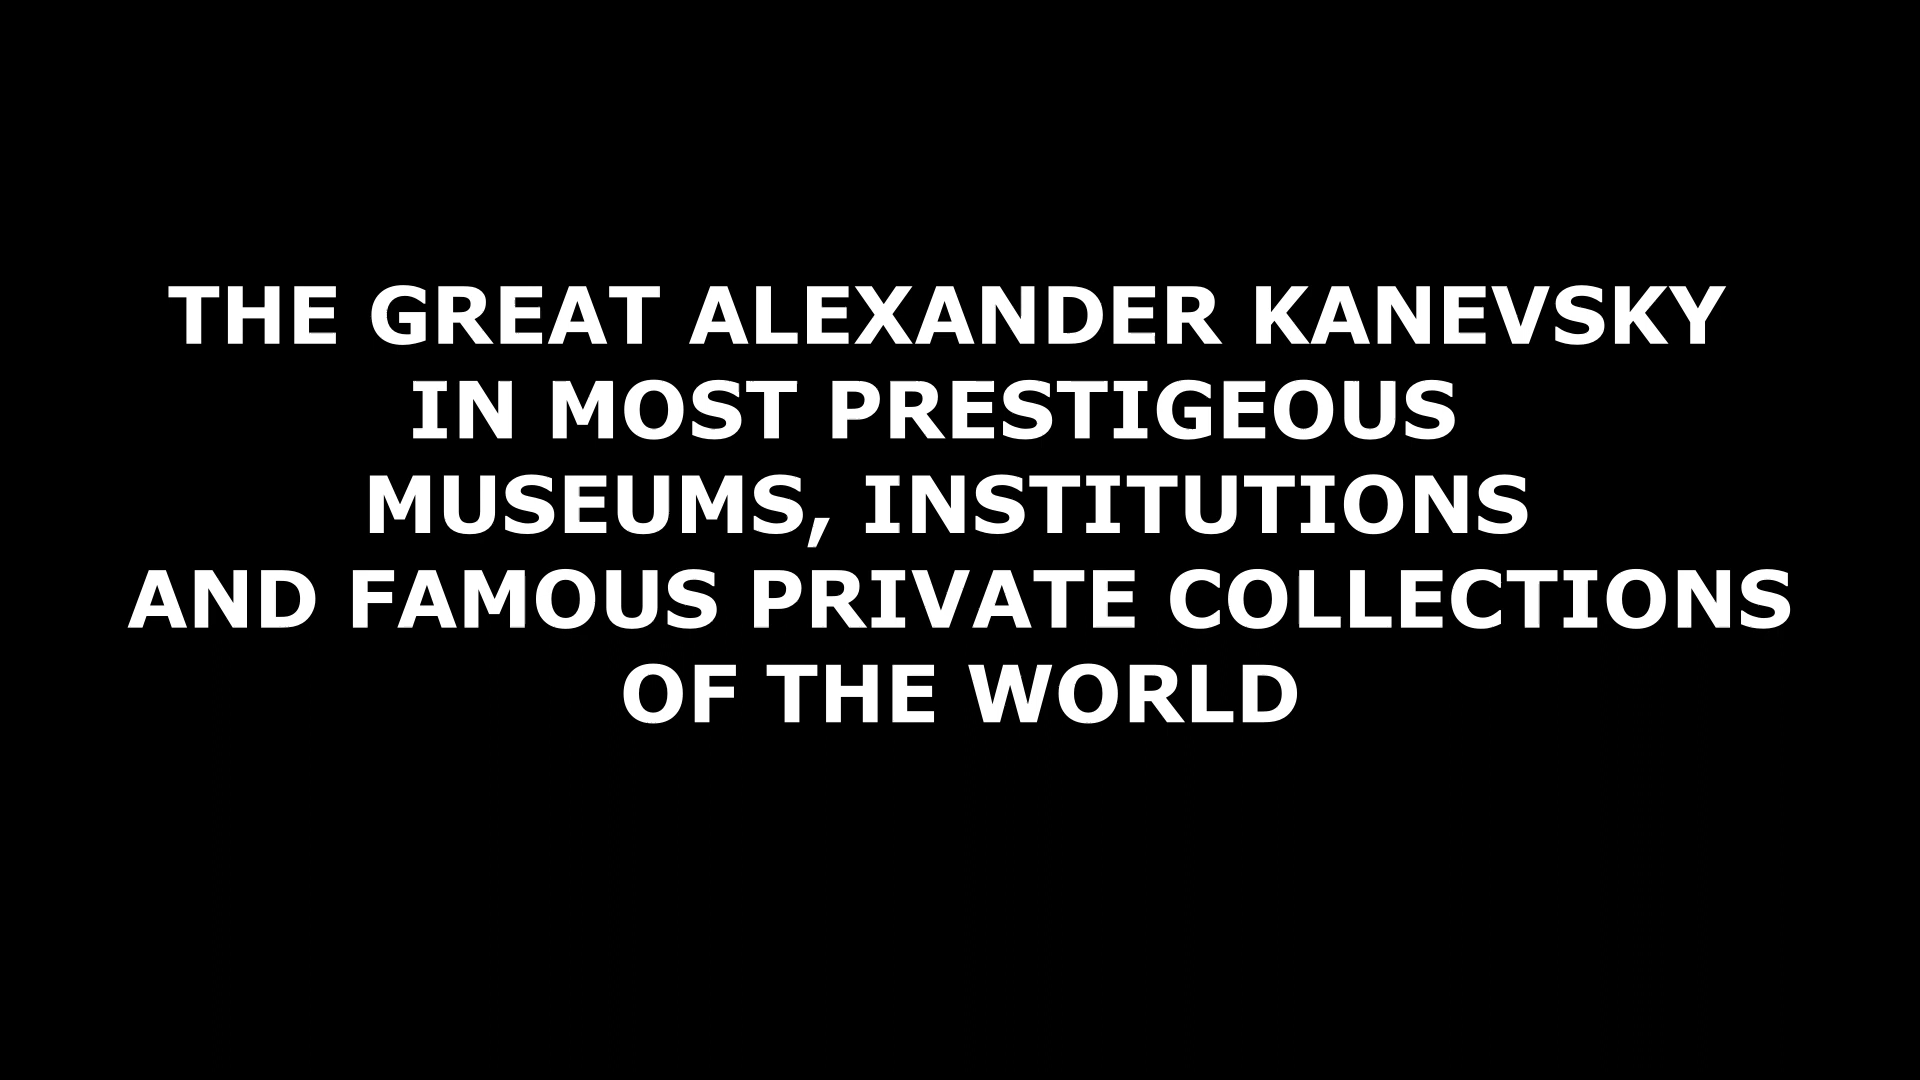 THE GREAT ALEXANDER KANEVSKY
IN MOST PRESTIGEOUS
MUSEUMS, INSTITUTIONS
AND FAMOUS PRIVATE COLLECTIONS
OF THE WORLD